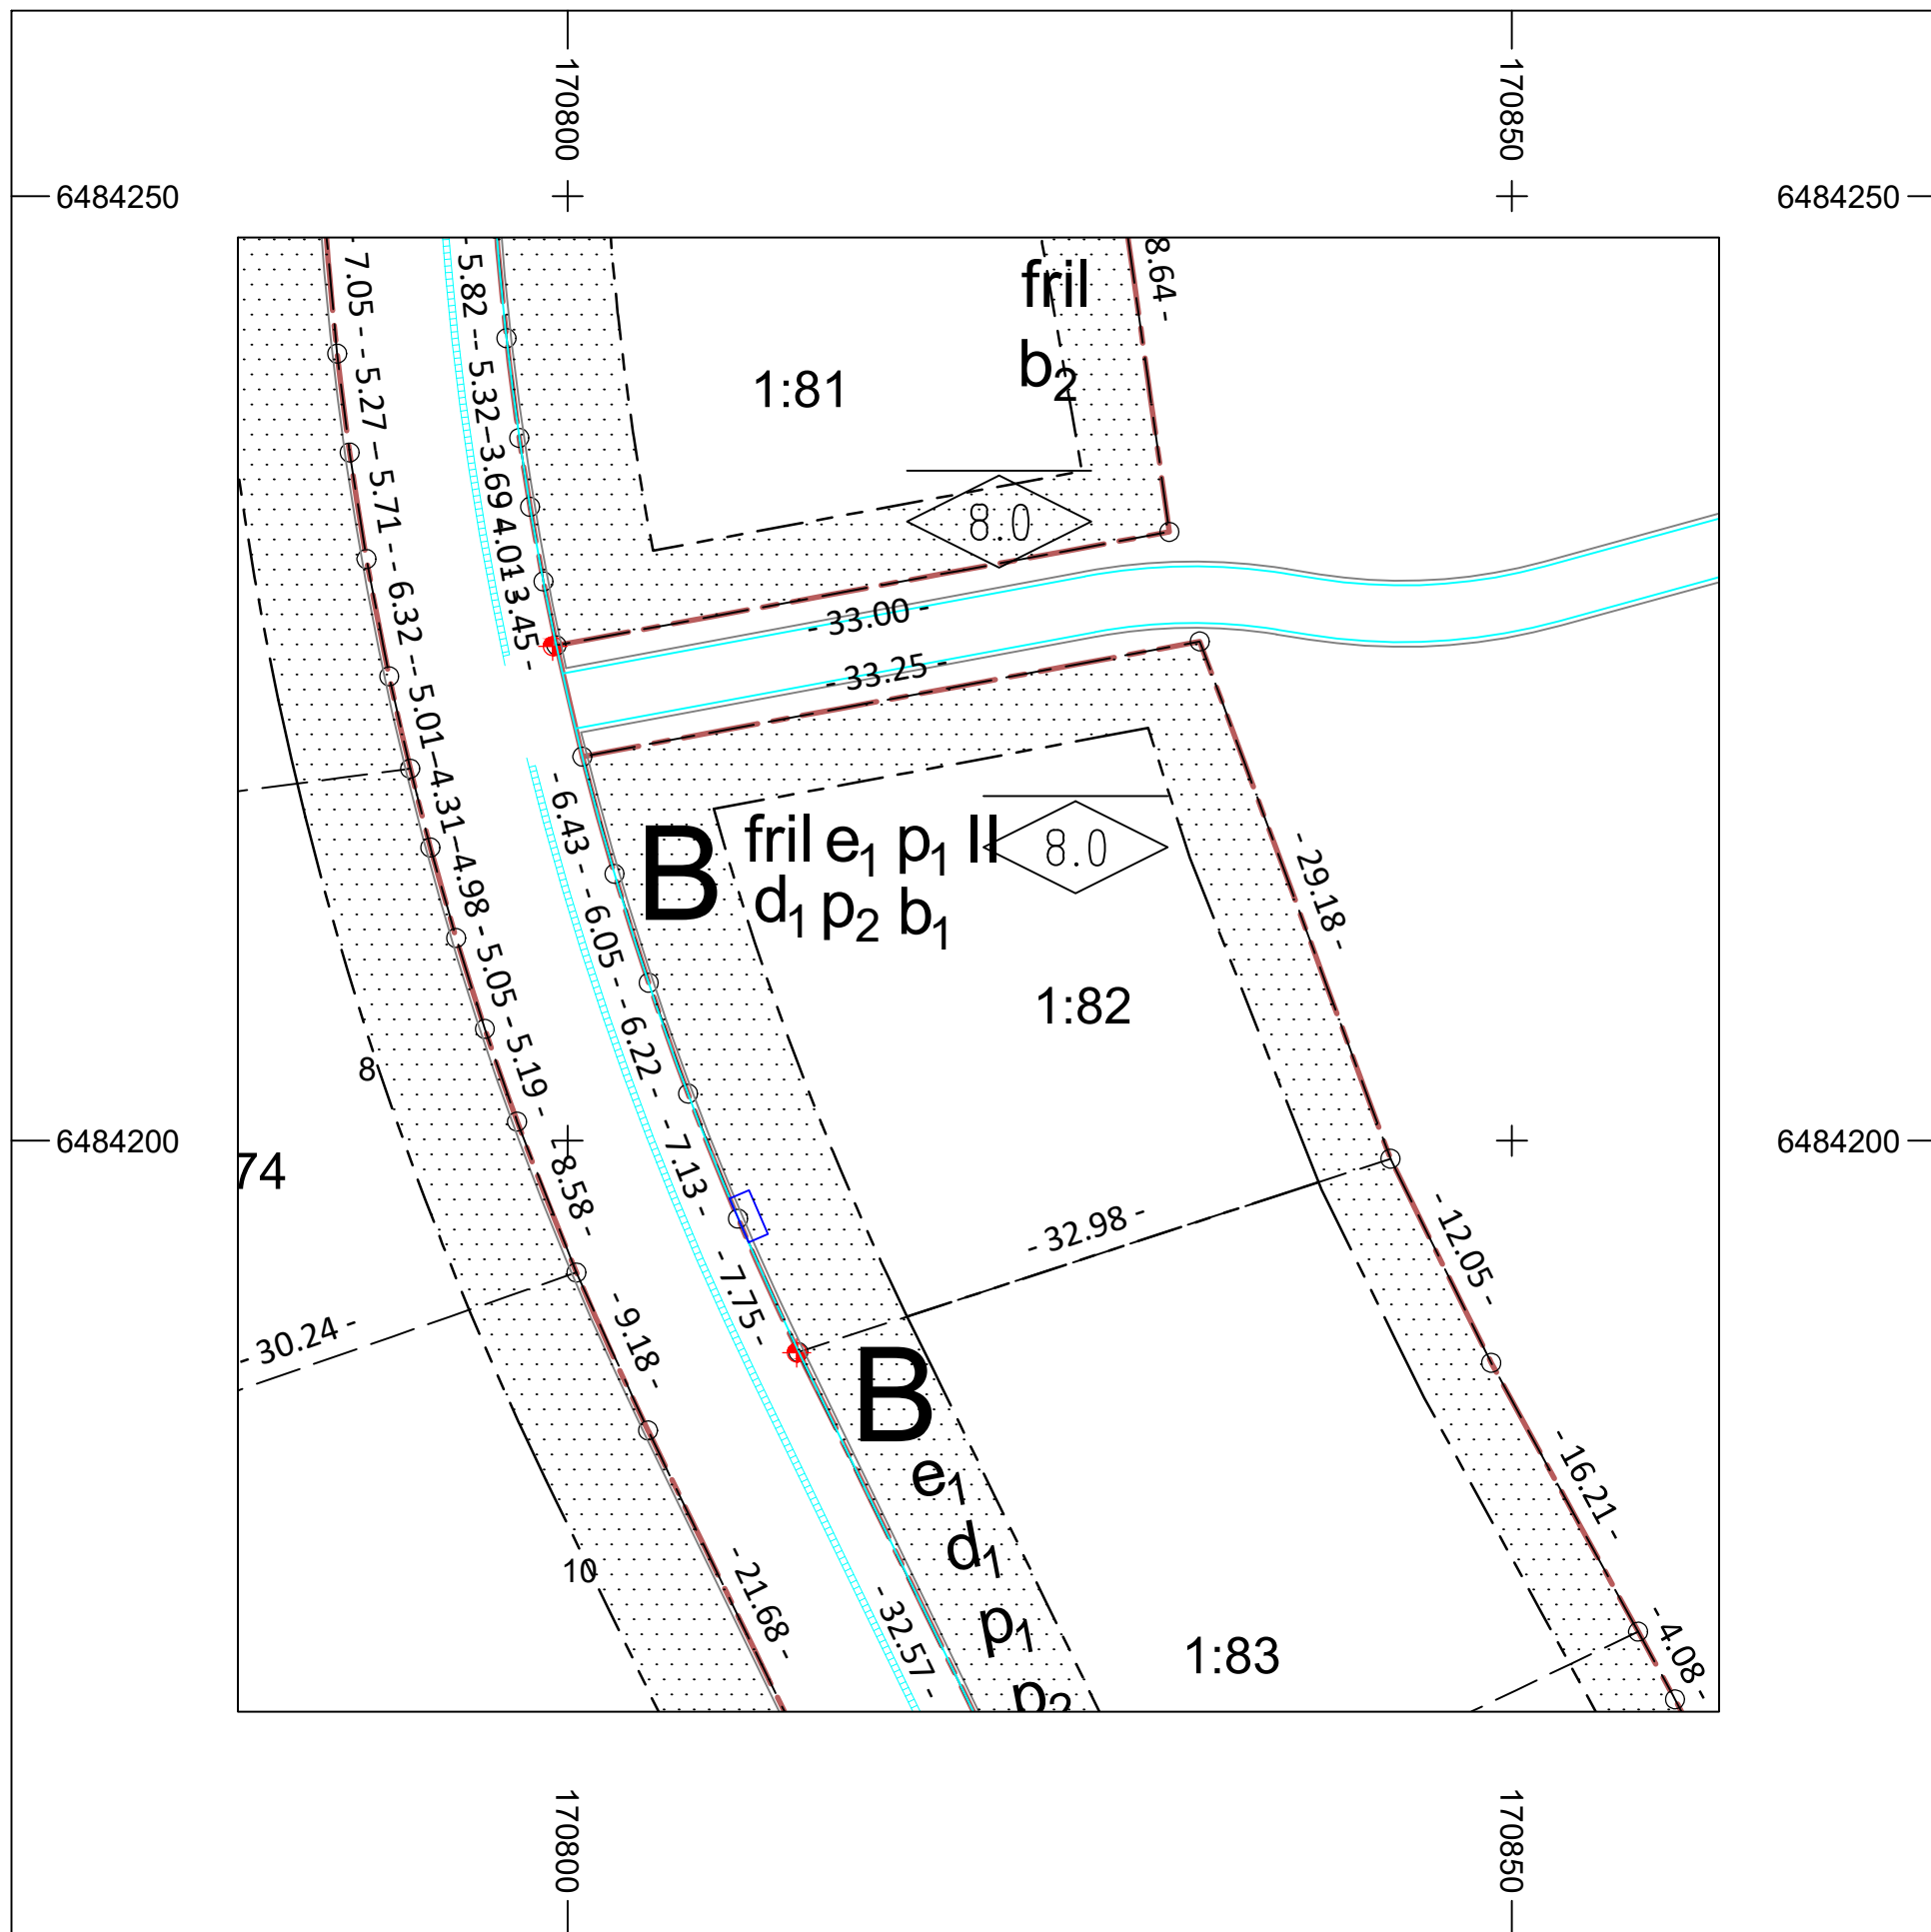 170800
170850
6484250
6484250
- 7.05 -
- 5.27 -
- 5.71 -
- 6.32 -
- 5.01 -
- 4.31 -
- 4.98 -
- 5.05 -
- 5.19 -
- 8.58 -
- 9.18 -
- 21.68 -
- 5.82 -
- 5.32 -
- 3.69
4.01
- 3.45 -
fril
b2
8.64 -
1:81
8.0
- 33.00 -
- 33.25 -
- 6.43 -
- 6.05 -
- 6.22 -
- 7.13 -
- 7.75 -
- 32.57 -
B
fril e1 p1 II
d1 p2 b1
8.0
- 29.18 -
1:82
8
6484200
6484200
74
- 32.98 -
- 12.05 -
- 30.24 -
B
e1
d1
p1
p2
- 16.21 -
10
1:83
- 4.08 -
170800
170850